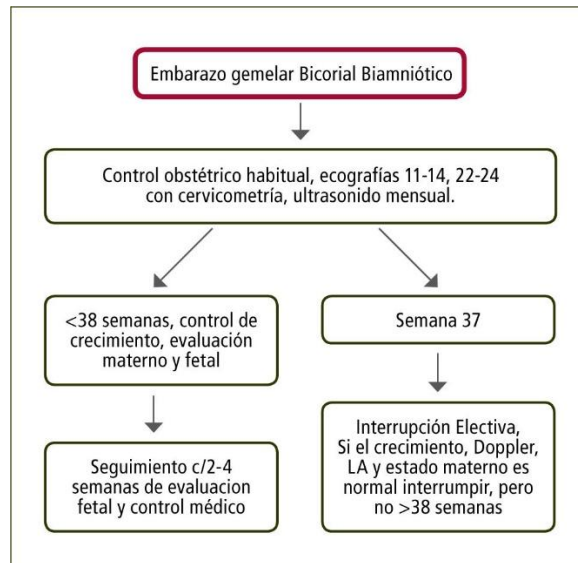 Embarazo gemelar Bicorial Biamniótico
Control obstétrico habitual, ecografías 11-14, 22-24
con cervicometría, ultrasonido mensual.
<38 semanas, control de
crecimiento, evaluación
materno y fetal
Semana 37
Seguimiento c/2-4
semanas de evaluacion
fetal y control médico
Interrupción Electiva,
Si el crecimiento, Doppler,
LA y estado materno es
normal interrumpir, pero
no >38 semanas